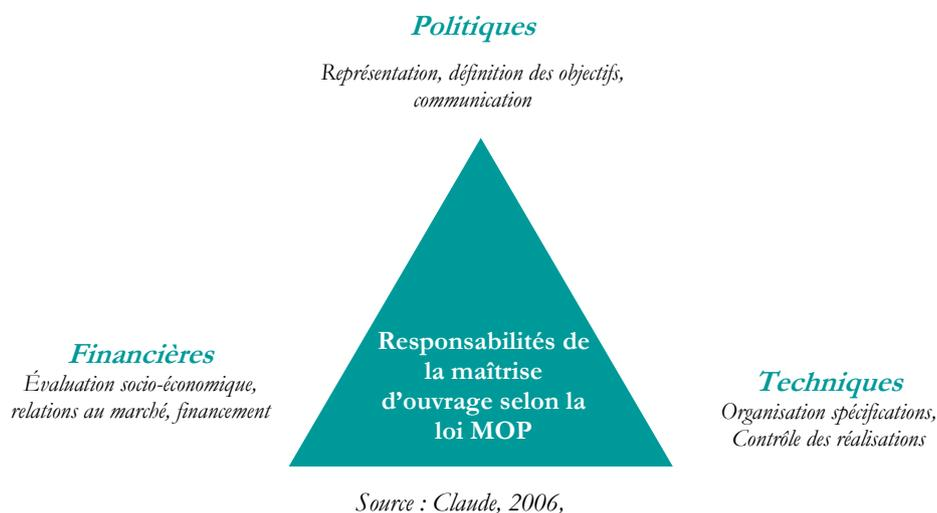 Politiques
Représentation, définition des objectifs,
communication
Financières
Évaluation socio-économique,
relations au marché, financement
Responsabilités de
la maîtrise
d'ouvrage selon la
loi MOP
Techniques
Organisation spécifications,
Contrôle des réalisations
Source : Claude, 2006,